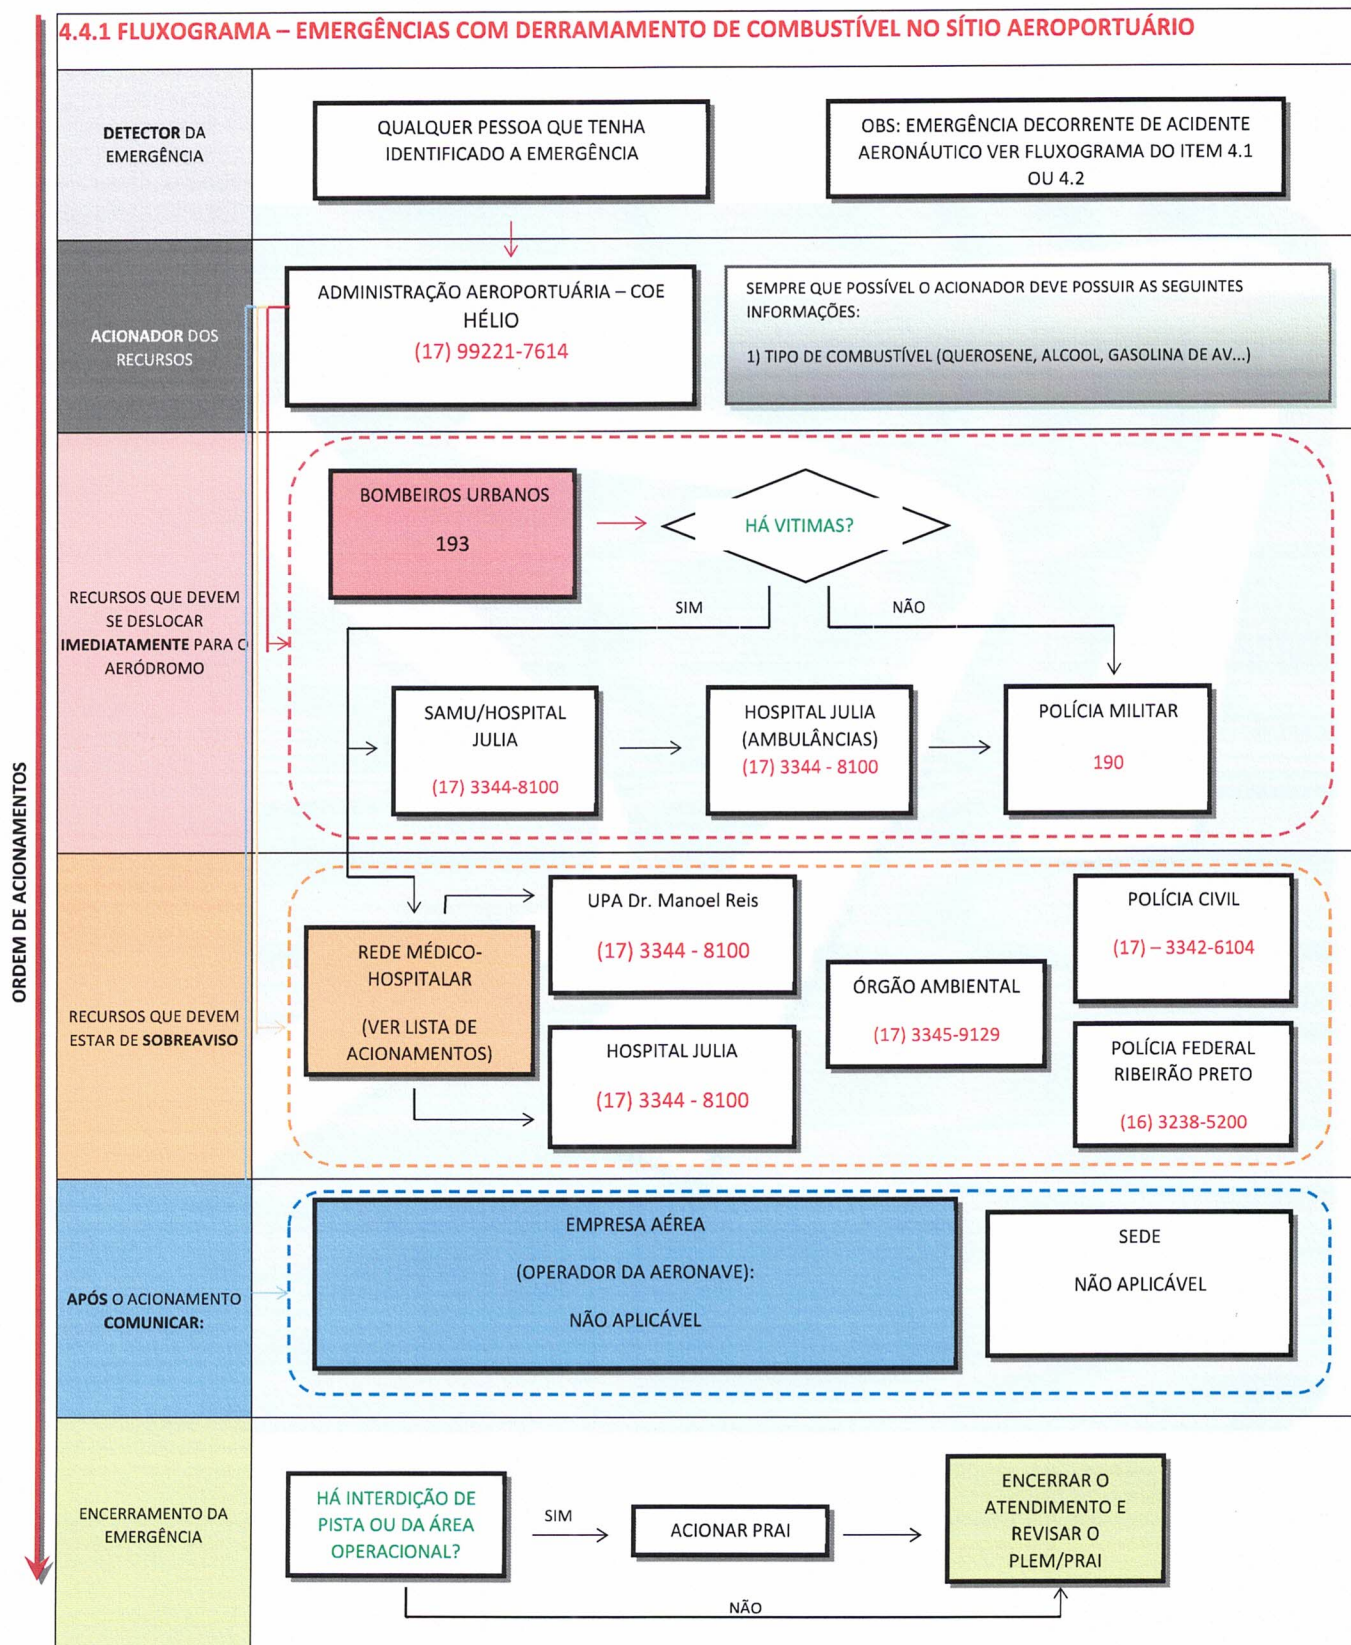 4.4.1 FLUXOGRAMA – EMERGÊNCIAS COM DERRAMAMENTO DE COMBUSTÍVEL NO SÍTIO AEROPORTUÁRIO
ORDEM DE ACIONAMENTOS
DETECTOR DA
EMERGÊNCIA
QUALQUER PESSOA QUE TENHA
IDENTIFICADO A EMERGÊNCIA
OBS: EMERGÊNCIA DECORRENTE DE ACIDENTE
AERONÁUTICO VER FLUXOGRAMA DO ITEM 4.1
OU 4.2
ACIONADOR DOS
RECURSOS
ADMINISTRAÇÃO AEROPORTUÁRIA – COE
HÉLIO
(17) 99221-7614
SEMPRE QUE POSSÍVEL O ACIONADOR DEVE POSSUIR AS SEGUINTES
INFORMAÇÕES:
1) TIPO DE COMBUSTÍVEL (QUEROSENE, ALCOOL, GASOLINA DE AV...)
RECURSOS QUE DEVEM
SE DESLOCAR
IMEDIATAMENTE PARA O
AERÓDROMO
BOMBEIROS URBANOS
193
HÁ VITIMAS?
SIM
NÃO
SAMU/HOSPITAL
JULIA
(17) 3344-8100
HOSPITAL JULIA
(AMBULÂNCIAS)
(17) 3344 - 8100
POLÍCIA MILITAR
190
RECURSOS QUE DEVEM
ESTAR DE SOBREAVISO
REDE MÉDICO-
HOSPITALAR
(VER LISTA DE
ACIONAMENTOS)
UPA Dr. Manoel Reis
(17) 3344 - 8100
HOSPITAL JULIA
(17) 3344 - 8100
ÓRGÃO AMBIENTAL
(17) 3345-9129
POLÍCIA CIVIL
(17) – 3342-6104
POLÍCIA FEDERAL
RIBEIRÃO PRETO
(16) 3238-5200
APÓS O ACIONAMENTO
COMUNICAR:
EMPRESA AÉREA
(OPERADOR DA AERONAVE):
NÃO APLICÁVEL
SEDE
NÃO APLICÁVEL
ENCERRAMENTO DA
EMERGÊNCIA
HÁ INTERDIÇÃO DE
PISTA OU DA ÁREA
OPERACIONAL?
SIM
ACIONAR PRAI
ENCERRAR O
ATENDIMENTO E
REVISAR O
PLEM/PRAI
NÃO